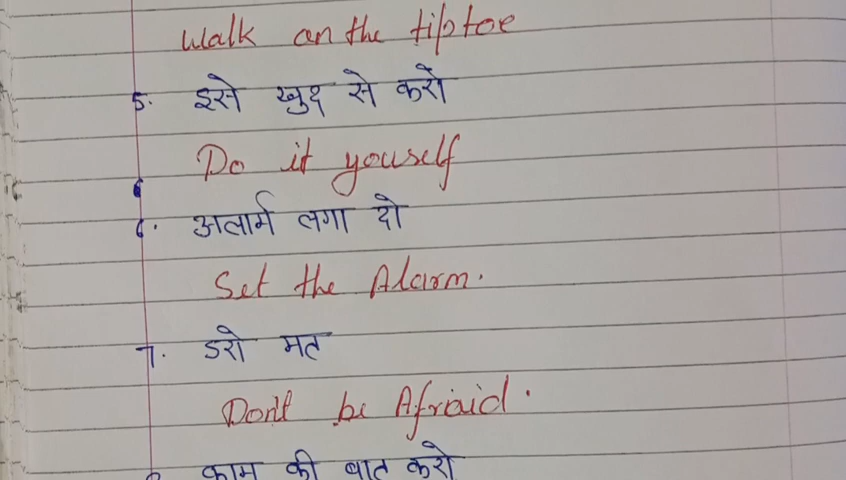 Walk on the tiptoe
5. इसे खुद से करो
Do it youself
6. अलार्म लगा दो
Set the Alarm.
7. डरो मत
Don't be Afraid.
काम की बात करो